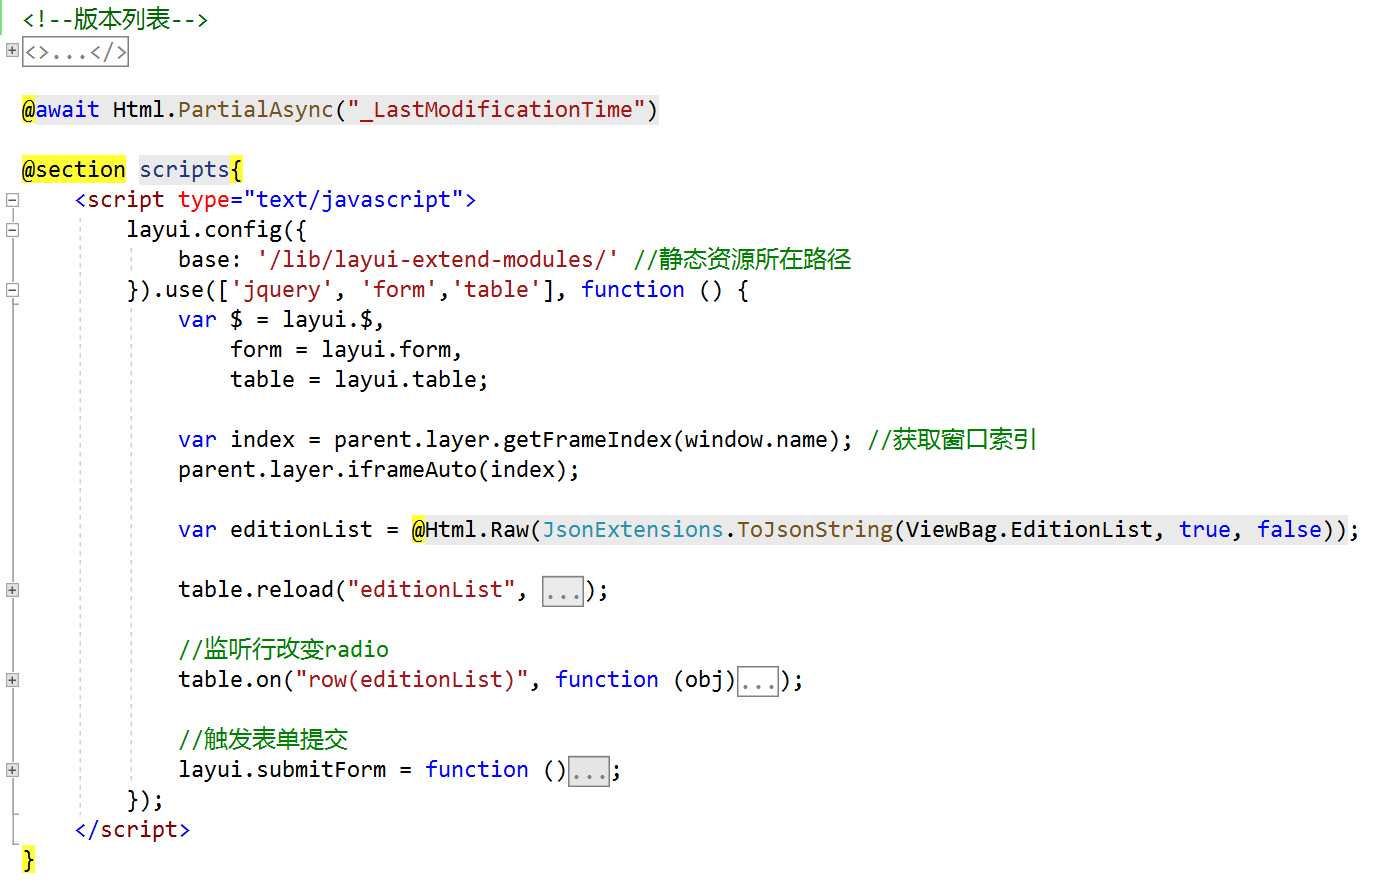 <!--版本列表-->
<>...</>
@await Html.PartialAsync("_LastModificationTime")
@section scripts{
<script type="text/javascript">
layui.config({
base: '/lib/layui-extend-modules/' //静态资源所在路径
}).use(['jquery', 'form','table'], function () {
var $ = layui.$,
form = layui.form,
table = layui.table;
var index = parent.layer.getFrameIndex(window.name); //获取窗口索引
parent.layer.iframeAuto(index);
var editionList = @Html.Raw(JsonExtensions.ToJsonString(ViewBag.EditionList, true, false));
table.reload("editionList", ...);
//监听行改变radio
table.on("row(editionList)", function (obj)...);
//触发表单提交
layui.submitForm = function ()...;
});
</script>
}